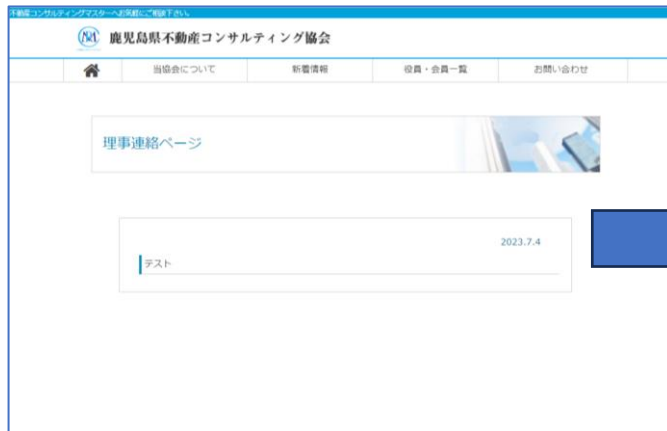 不動産コンサルティングマスターへお気軽にご相談下さい。
鹿児島県不動産コンサルティング協会
当協会について 新着情報 役員・会員一覧 お問い合わせ
理事連絡ページ
2023.7.4
テスト